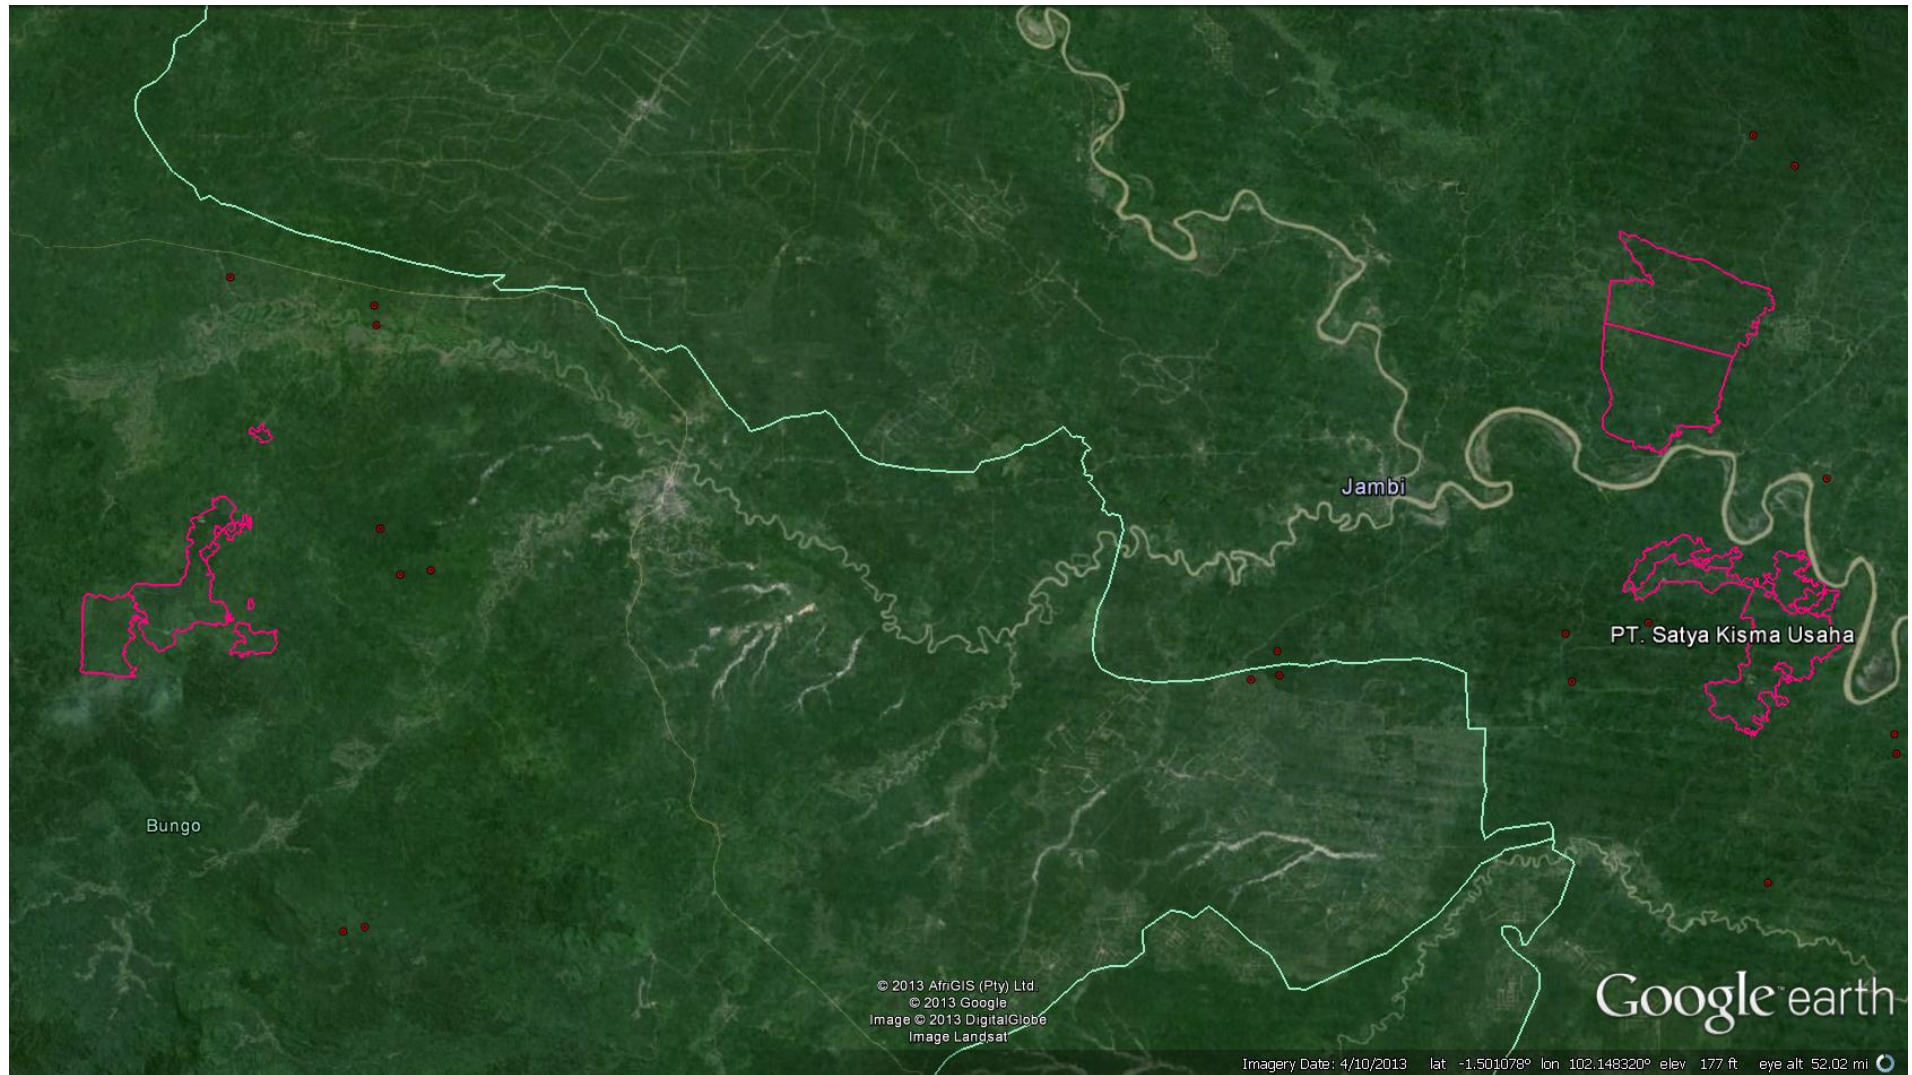 Jambi
PT. Satya Kisma Usaha
Bungo
© 2013 AfriGIS (Pty) Ltd.
© 2013 Google
Image © 2013 DigitalGlobe
Image Landsat
Google earth
Imagery Date: 4/10/2013 lat -1.501078° lon 102.148320° elev 177 ft eye alt 52.02 mi